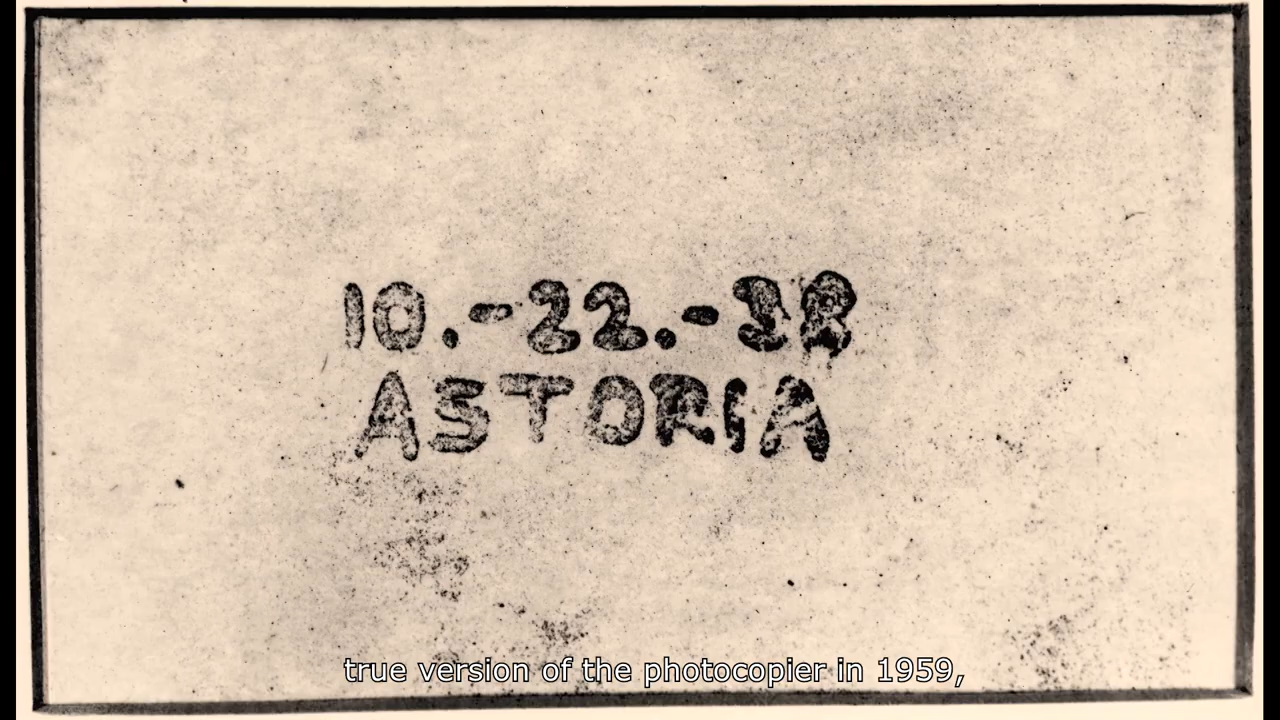 10.-22.-38
ASTORIA
true version of the photocopier in 1959,